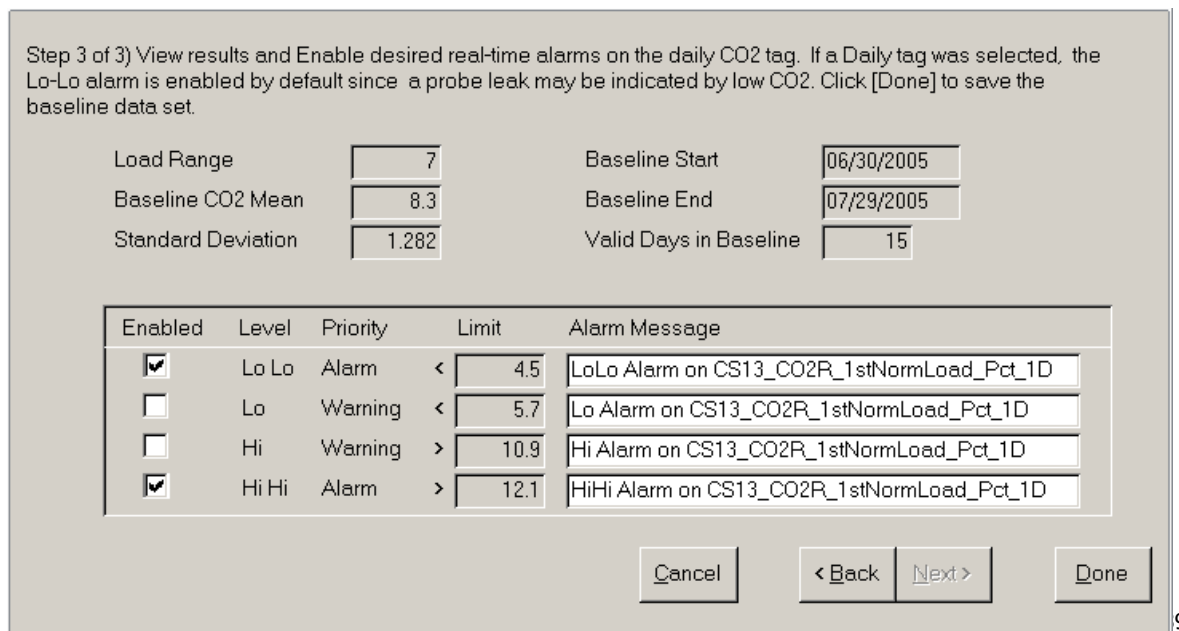 Step 3 of 3) View results and Enable desired real-time alarms on the daily CO2 tag. If a Daily tag was selected, the
Lo-Lo alarm is enabled by default since a probe leak may be indicated by low CO2. Click [Done] to save the
baseline data set.
Load Range 7 Baseline Start 06/30/2005
Baseline CO2 Mean 8.3 Baseline End 07/29/2005
Standard Deviation 1.282 Valid Days in Baseline 15
Enabled Level Priority Limit Alarm Message
Lo Lo Alarm < 4.5 LoLo Alarm on CS13_CO2R_1stNormLoad_Pct_1D
Lo Warning < 5.7 Lo Alarm on CS13_CO2R_1stNormLoad_Pct_1D
Hi Warning > 10.9 Hi Alarm on CS13_CO2R_1stNormLoad_Pct_1D
Hi Hi Alarm > 12.1 HiHi Alarm on CS13_CO2R_1stNormLoad_Pct_1D
Cancel < Back Next > Done